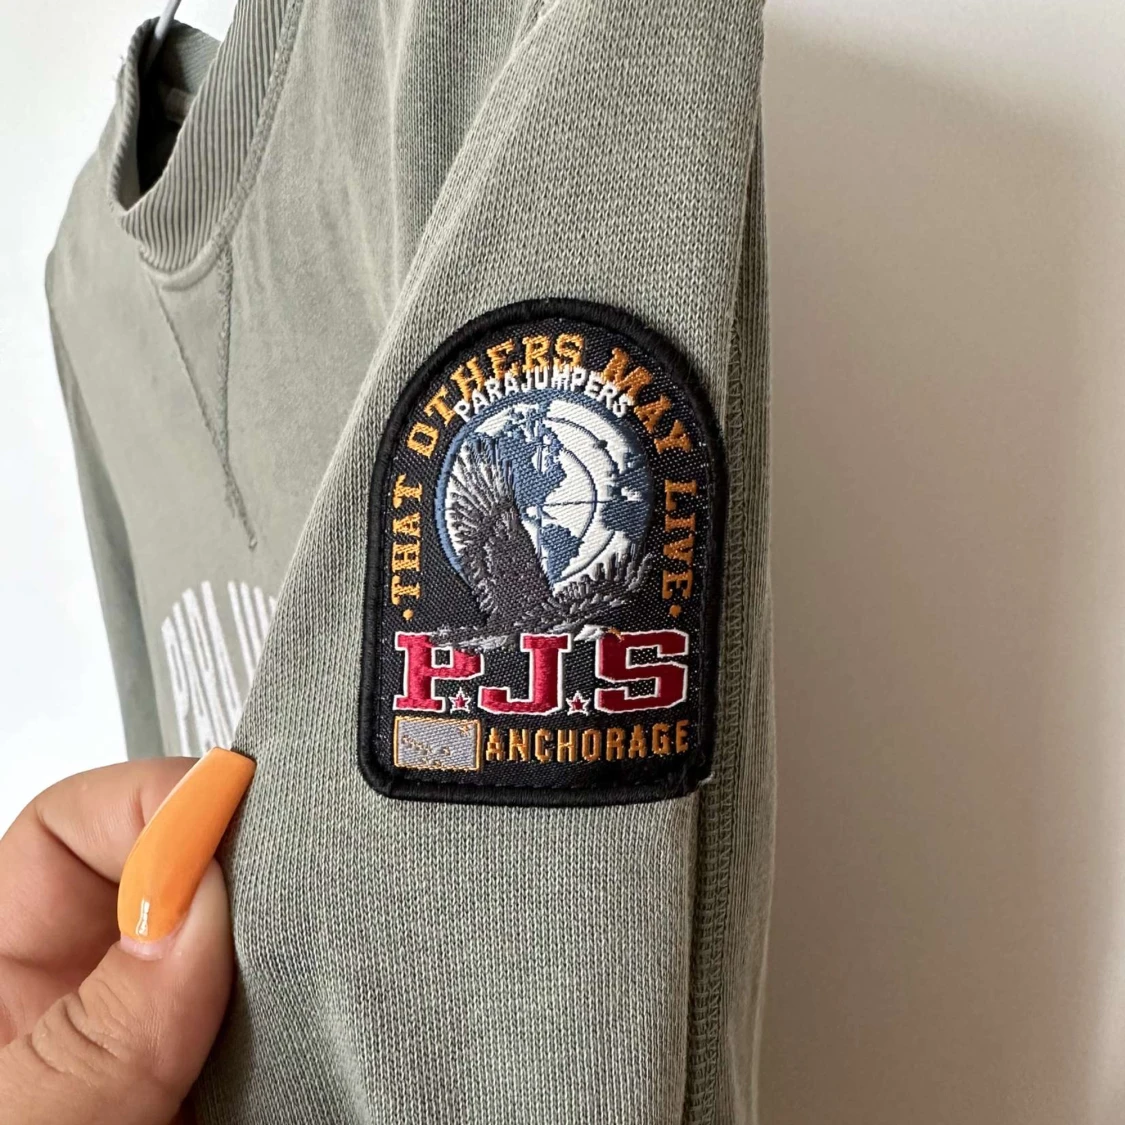 ·THAT OTHERS MAY LIVE·
PARAJUMPERS
P.J.S
ANCHORAGE